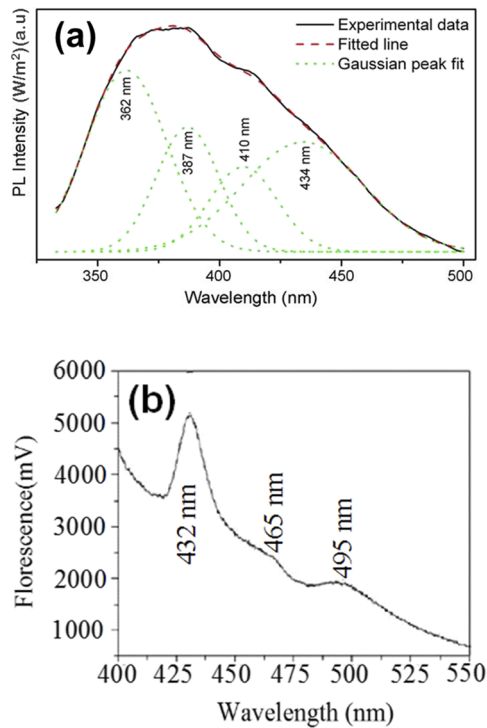 (a)
Experimental data
Fitted line
Gaussian peak fit
PL Intensity (W/m²)(a.u)
362 nm
387 nm
410 nm
434 nm
350 400 450 500
Wavelength (nm)
(b)
6000
5000
4000
3000
2000
1000
Florescence(mV)
432 nm
465 nm
495 nm
400 425 450 475 500 525 550
Wavelength (nm)